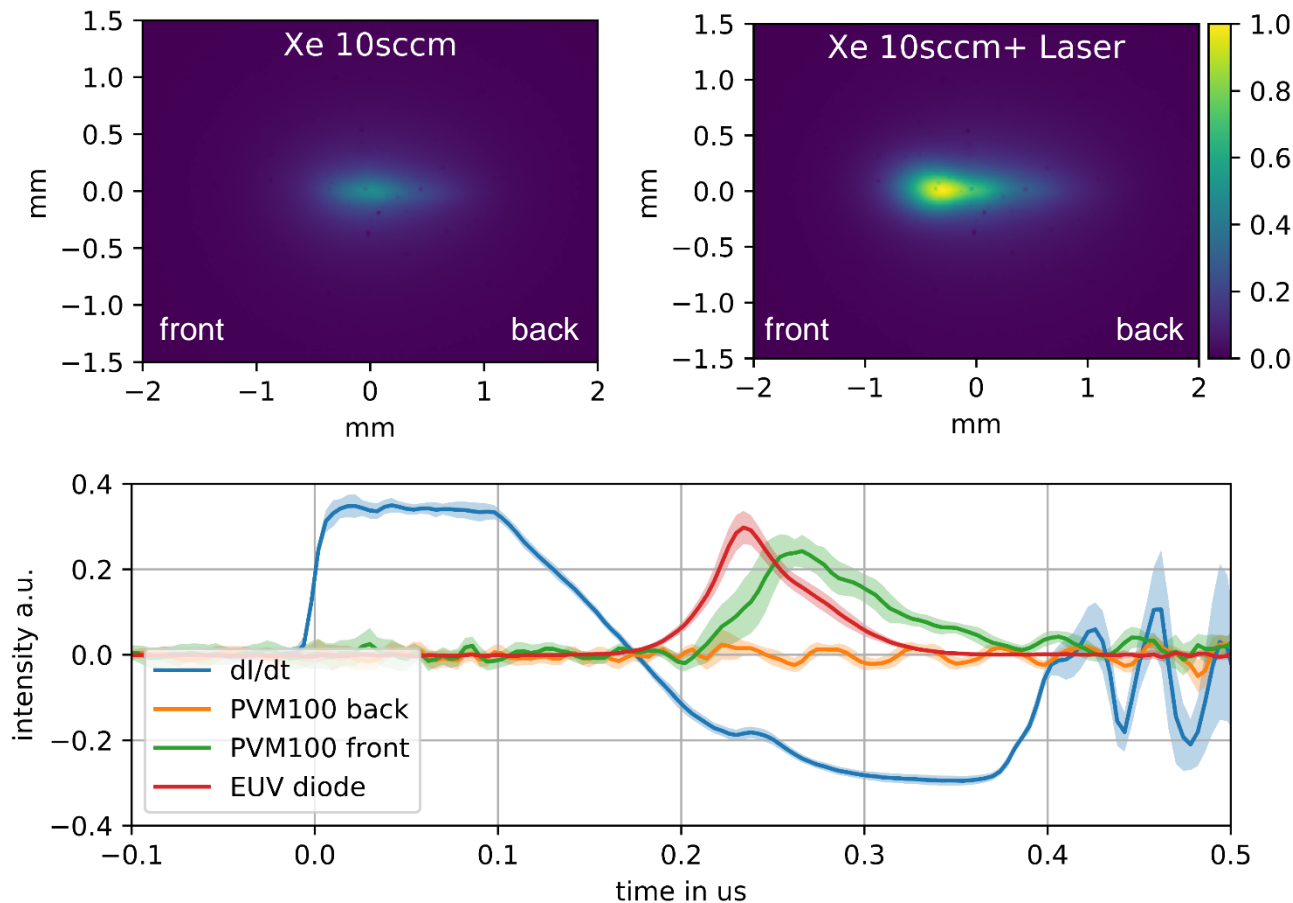 Xe 10sccm
1.5
1.0
0.5
0.0
−0.5
−1.0
−1.5
mm
front
back
−2
−1
0
1
2
mm
Xe 10sccm+ Laser
1.5
1.0
0.5
0.0
−0.5
−1.0
−1.5
mm
front
back
−2
−1
0
1
2
mm
1.0
0.8
0.6
0.4
0.2
0.0
0.4
0.2
0.0
−0.2
−0.4
intensity a.u.
dI/dt
PVM100 back
PVM100 front
EUV diode
−0.1
0.0
0.1
0.2
0.3
0.4
0.5
time in us